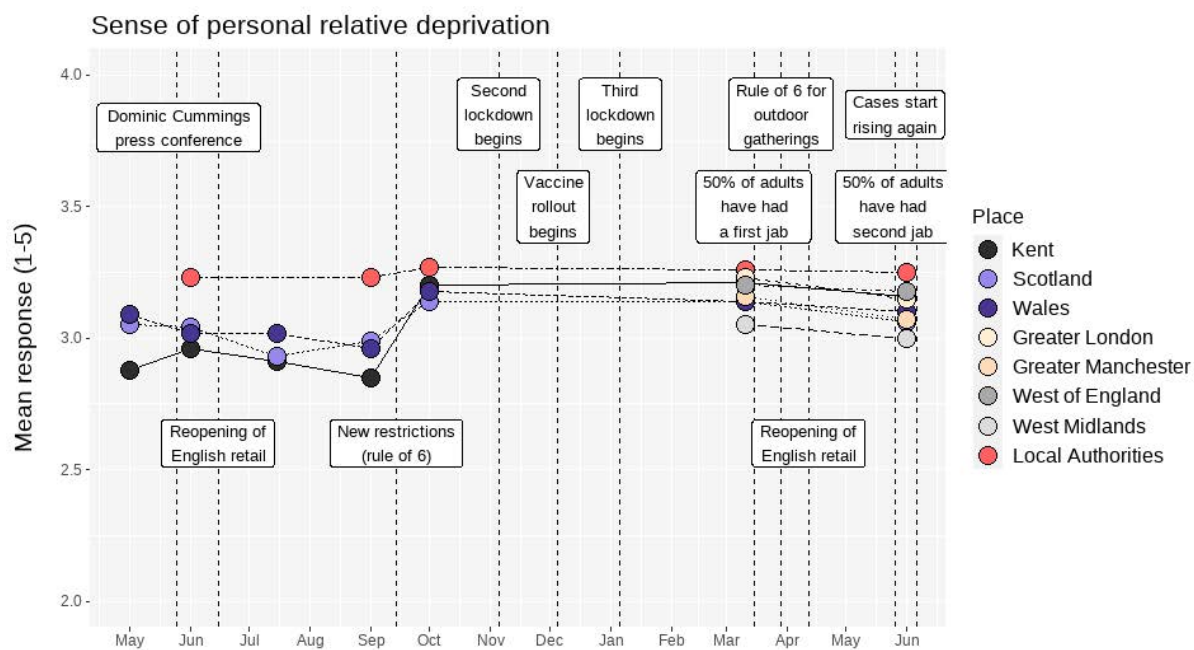 Sense of personal relative deprivation
Mean response (1-5)
4.0
3.5
3.0
2.5
2.0
Dominic Cummings
press conference
Second
lockdown
begins
Third
lockdown
begins
Rule of 6 for
outdoor
gatherings
Cases start
rising again
Vaccine
rollout
begins
50% of adults
have had
a first jab
50% of adults
have had
second jab
Reopening of
English retail
New restrictions
(rule of 6)
Reopening of
English retail
May Jun Jul Aug Sep Oct Nov Dec Jan Feb Mar Apr May Jun
Place
Kent
Scotland
Wales
Greater London
Greater Manchester
West of England
West Midlands
Local Authorities